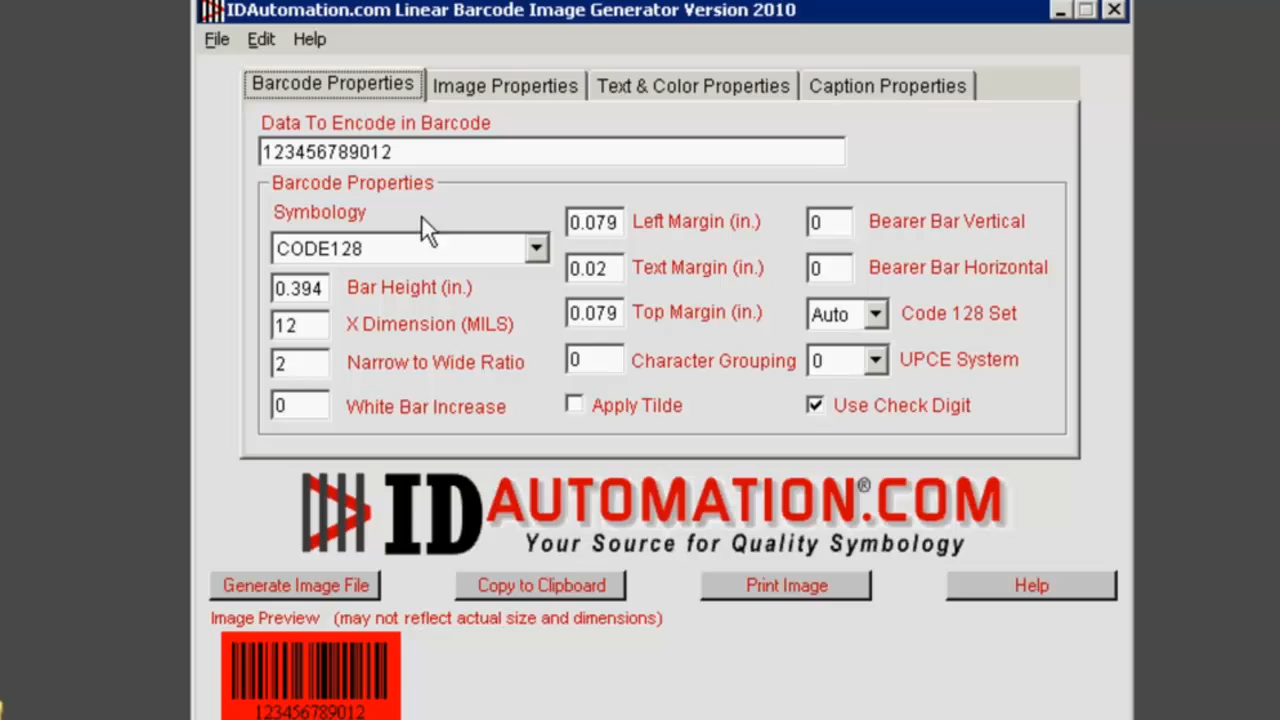 IDAutomation.com Linear Barcode Image Generator Version 2010
File Edit Help
Barcode Properties Image Properties Text & Color Properties Caption Properties
Data To Encode in Barcode
123456789012
Barcode Properties
Symbology
CODE128
0.394 Bar Height (in.)
12 X Dimension (MILS)
2 Narrow to Wide Ratio
0 White Bar Increase
0.079 Left Margin (in.)
0.02 Text Margin (in.)
0.079 Top Margin (in.)
0 Character Grouping
Apply Tilde
0 Bearer Bar Vertical
0 Bearer Bar Horizontal
Auto Code 128 Set
0 UPCE System
Use Check Digit
IDAUTOMATION®.COM
Your Source for Quality Symbology
Generate Image File Copy to Clipboard Print Image Help
Image Preview (may not reflect actual size and dimensions)
123456789012